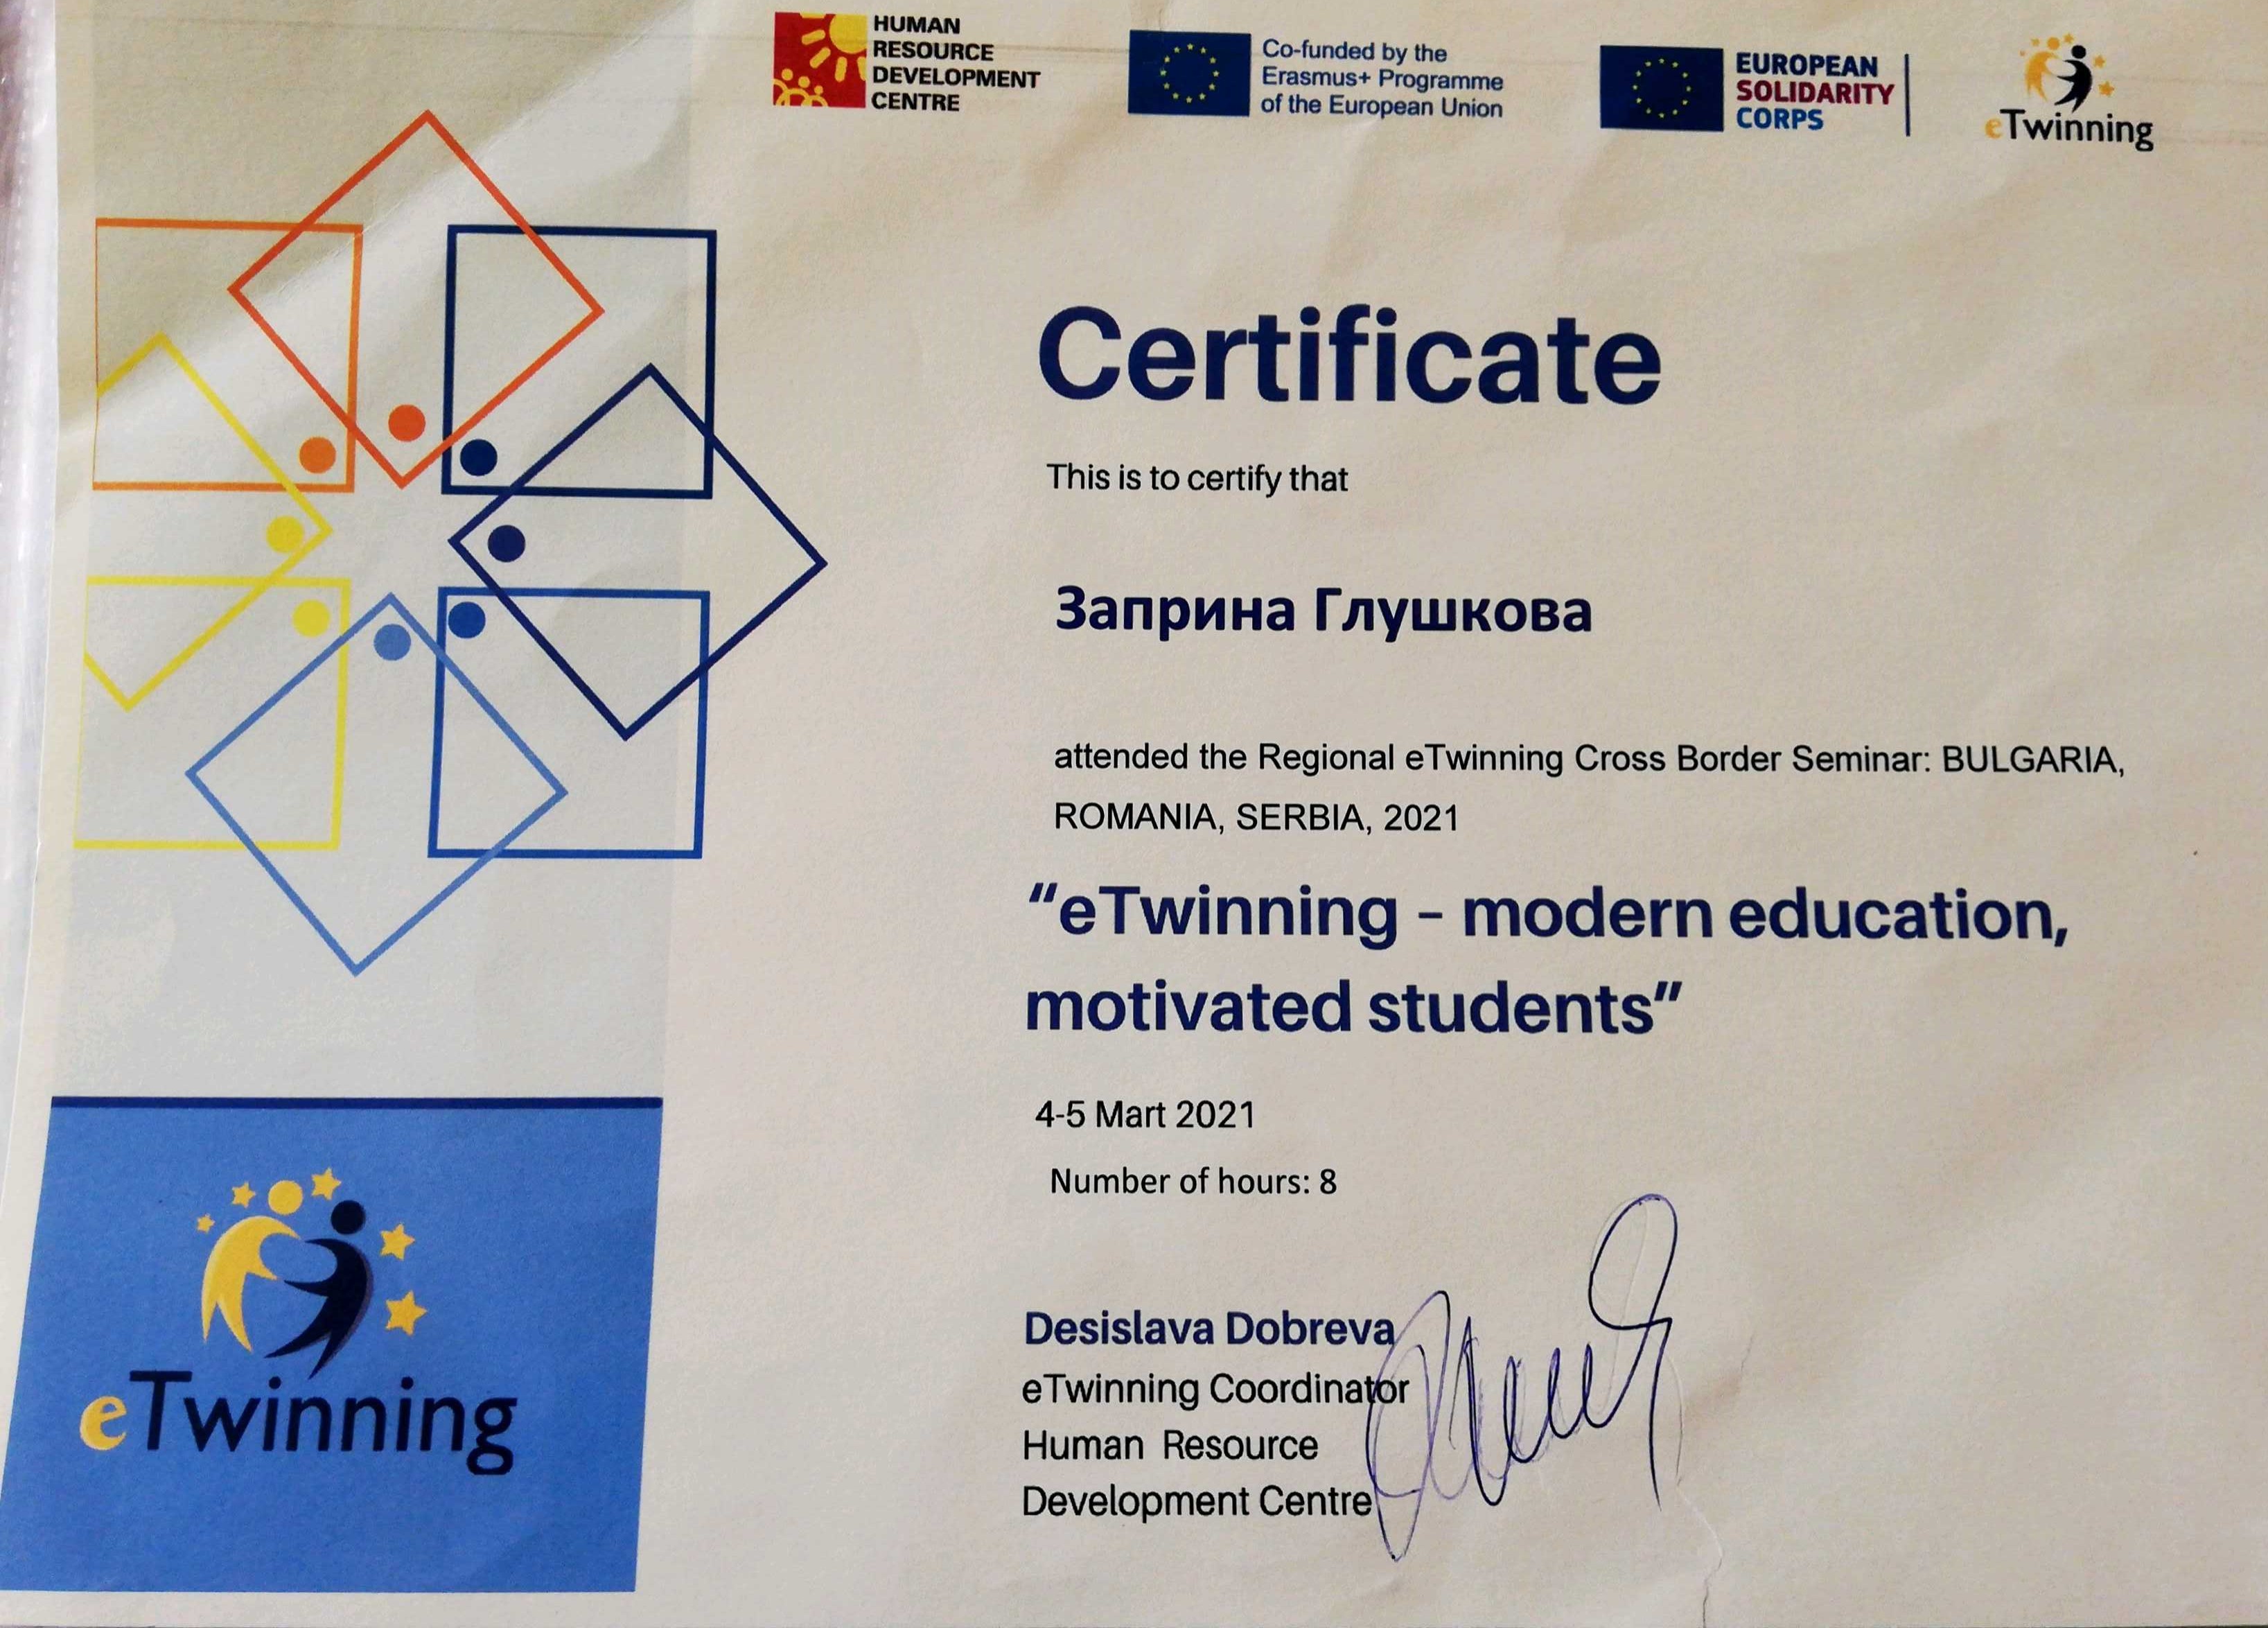 HUMAN
RESOURCE
DEVELOPMENT
CENTRE
Co-funded by the
Erasmus+ Programme
of the European Union
EUROPEAN
SOLIDARITY
CORPS
eTwinning
Certificate
This is to certify that
Заприна Глушкова
attended the Regional eTwinning Cross Border Seminar: BULGARIA,
ROMANIA, SERBIA, 2021
“eTwinning – modern education,
motivated students”
4-5 Mart 2021
Number of hours: 8
Desislava Dobreva
eTwinning Coordinator
Human Resource
Development Centre
eTwinning